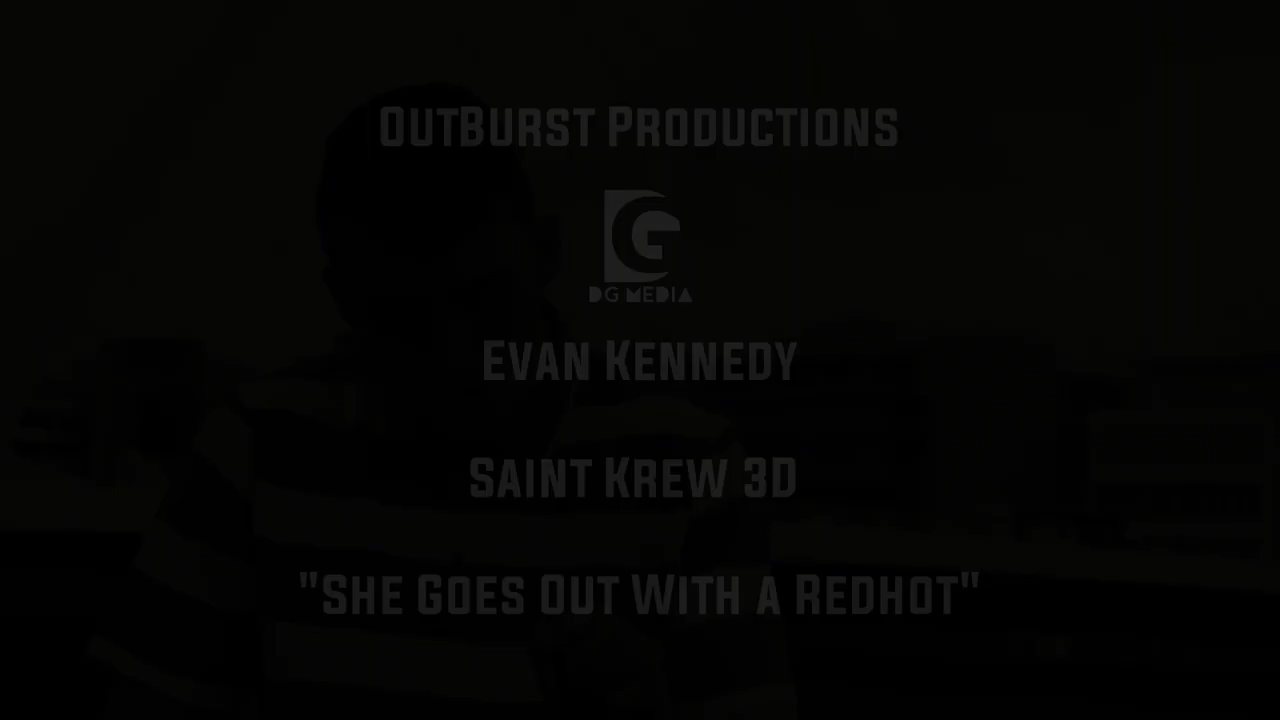 OutBurst Productions
DG MEDIA
Evan Kennedy
Saint Krew 3D
"She Goes Out With a Redhot"